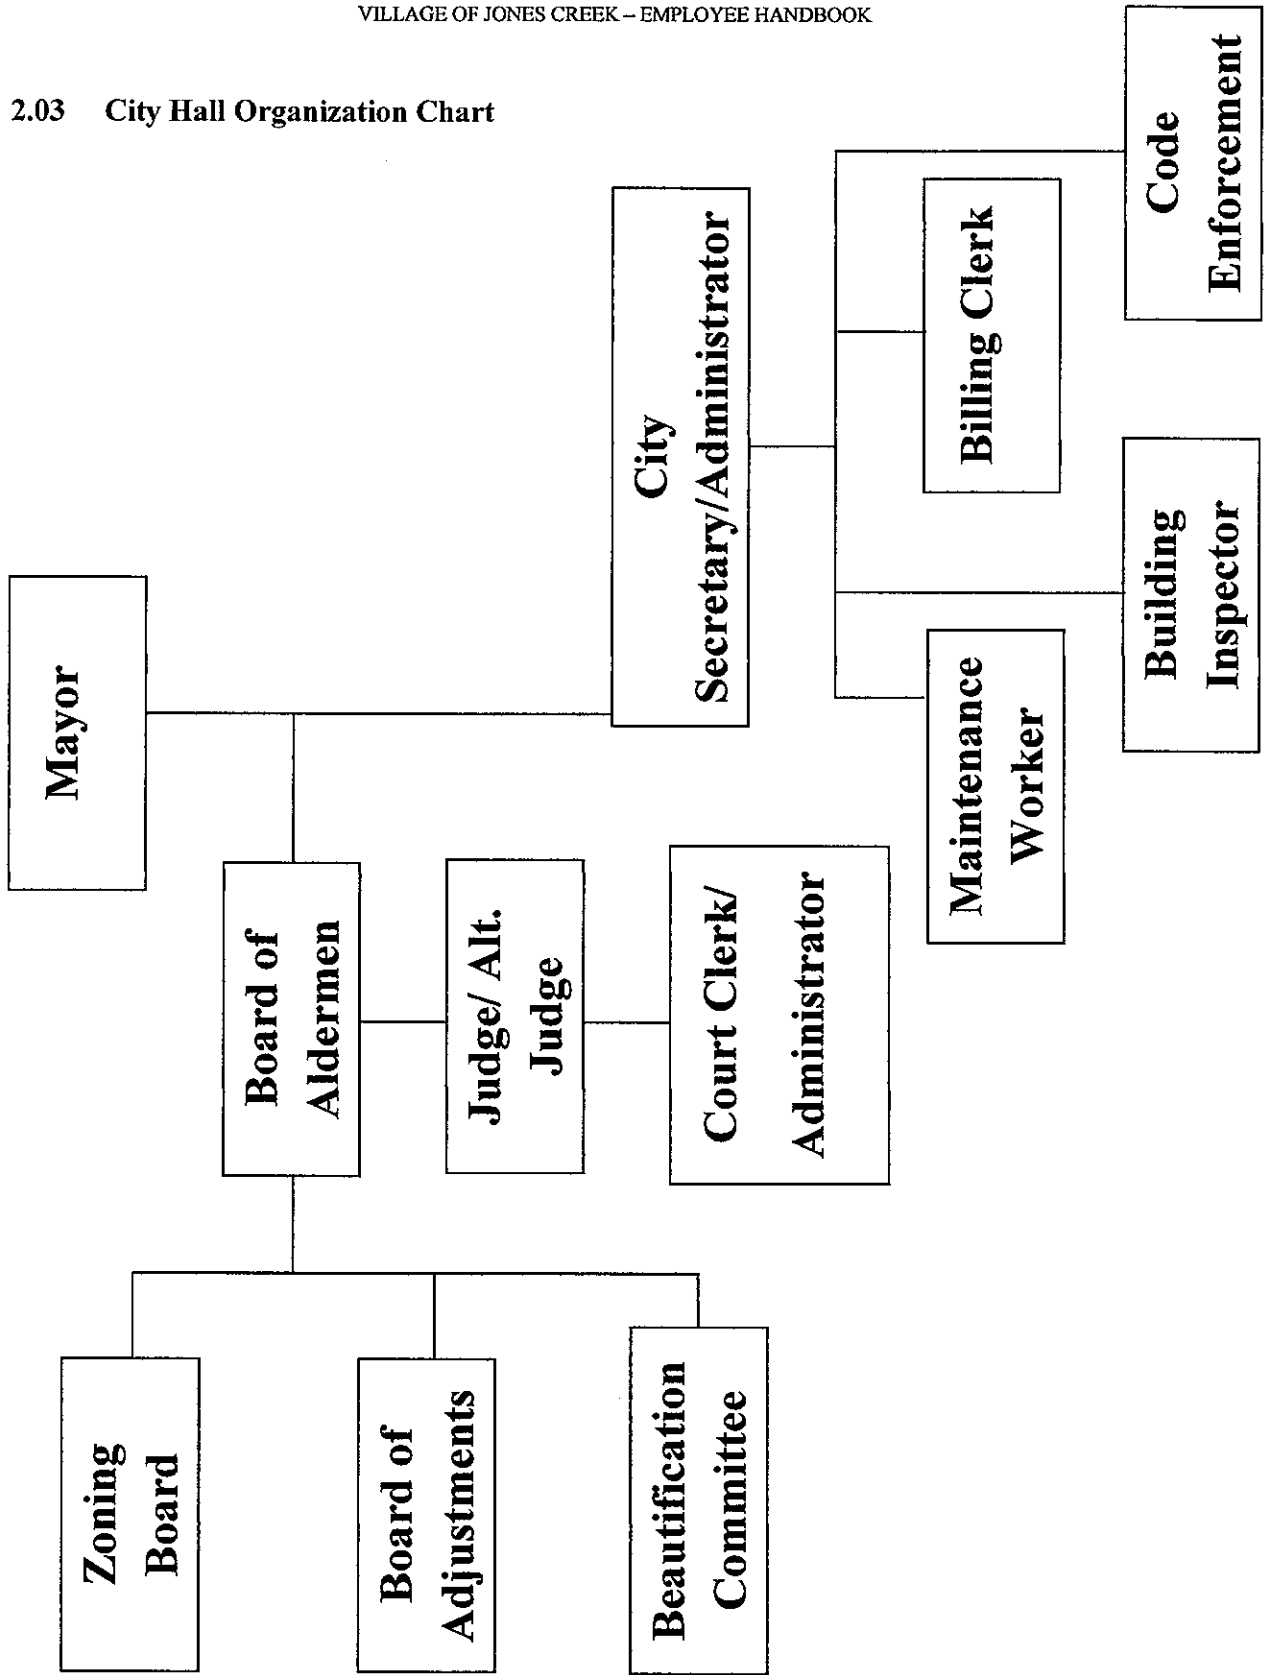 VILLAGE OF JONES CREEK – EMPLOYEE HANDBOOK
2.03 City Hall Organization Chart
Mayor
Board of
Aldermen
City
Secretary/Administrator
Zoning
Board
Board of
Adjustments
Beautification
Committee
Judge/ Alt.
Judge
Court Clerk/
Administrator
Maintenance
Worker
Building
Inspector
Billing Clerk
Code
Enforcement